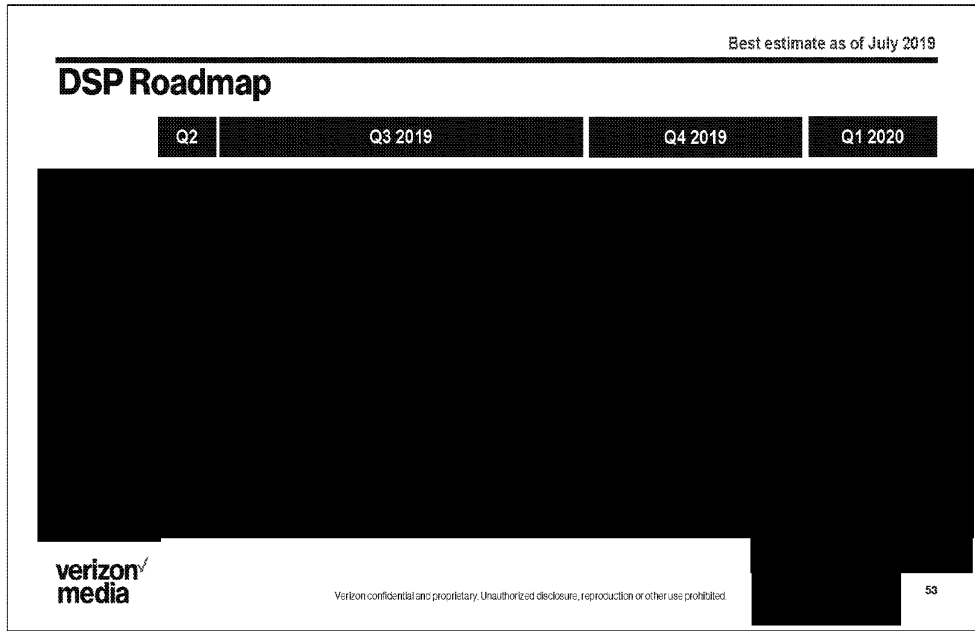 Best estimate as of July 2019
DSP Roadmap
Q2 Q3 2019 Q4 2019 Q1 2020
verizon
media
Verizon confidential and proprietary. Unauthorized disclosure, reproduction or other use prohibited.
53